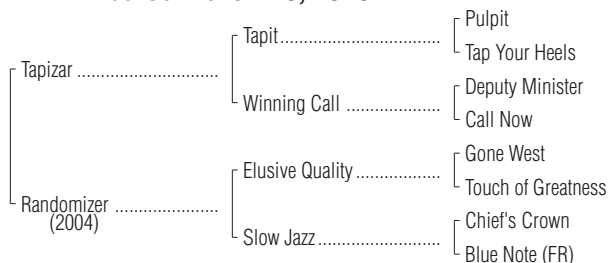 Pulpit
Tapit
Tap Your Heels
Tapizar
Deputy Minister
Winning Call
Call Now
Gone West
Elusive Quality
Touch of Greatness
Randomizer
(2004)
Chief's Crown
Slow Jazz
Blue Note (FR)